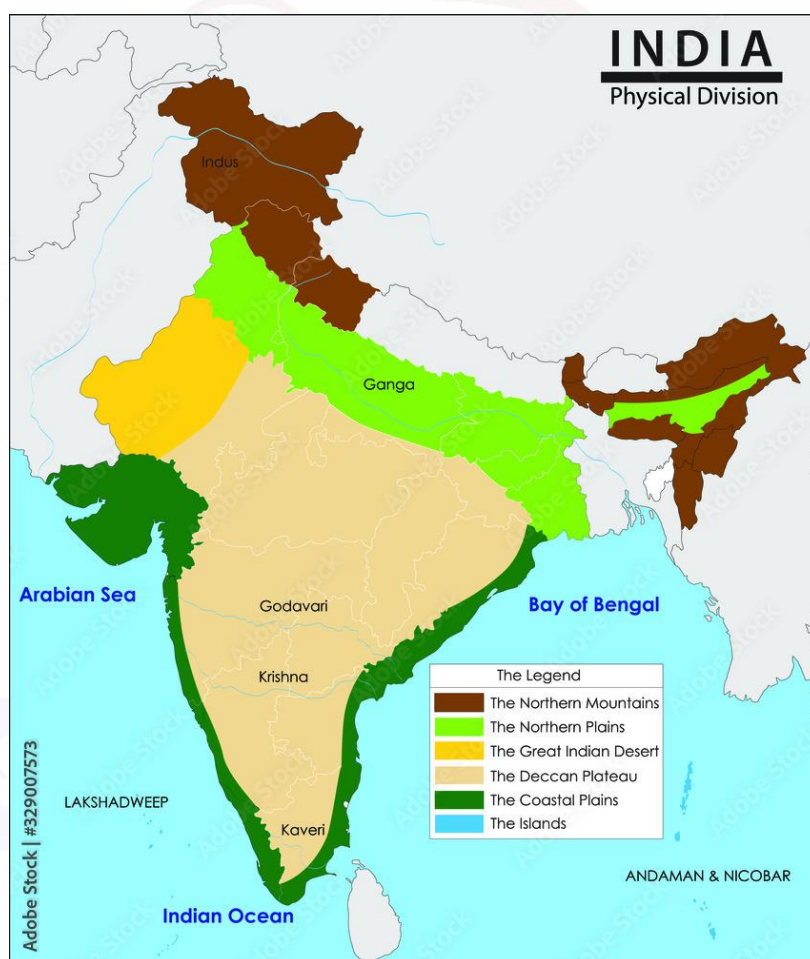 INDIA
Physical Division
Indus
Ganga
Arabian Sea
Godavari
Bay of Bengal
Krishna
The Legend
The Northern Mountains
The Northern Plains
The Great Indian Desert
The Deccan Plateau
The Coastal Plains
The Islands
LAKSHADWEEP
Kaveri
ANDAMAN & NICOBAR
Indian Ocean
Adobe Stock | #329007573
Adobe Stock